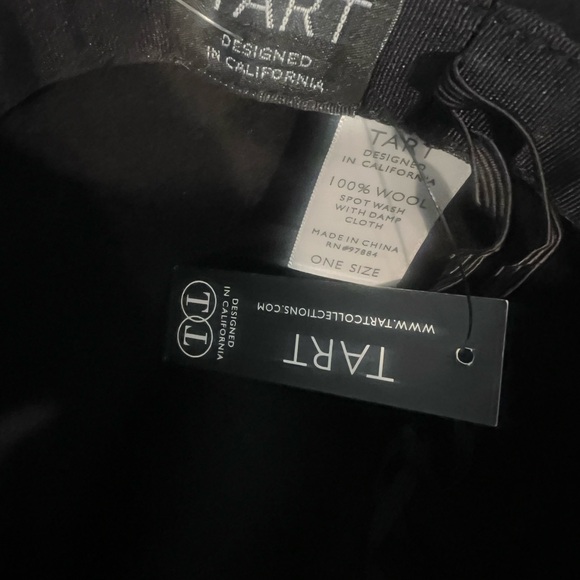 TART
DESIGNED
IN CALIFORNIA
TART
DESIGNED
IN CALIFORNIA
100% WOOL
SPOT WASH
WITH DAMP
CLOTH
MADE IN CHINA
RN#97884
ONE SIZE
WWW.TARTCOLLECTIONS.COM
TART
DESIGNED
IN CALIFORNIA
TT